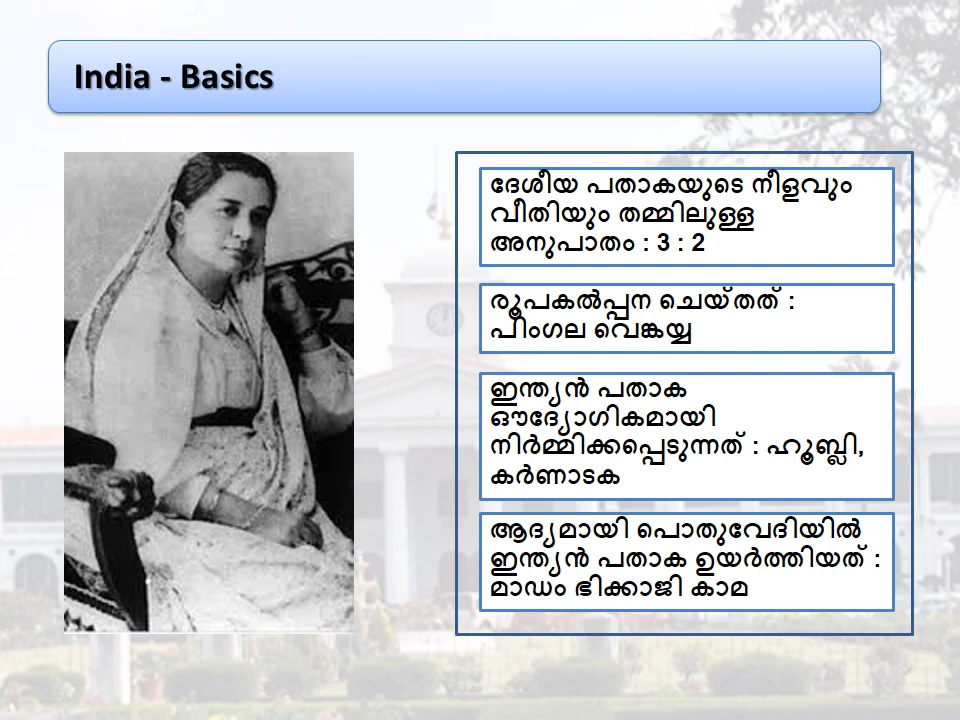 India - Basics
ദേശീയ പതാകയുടെ നീളവും
വീതിയും തമ്മിലുള്ള
അനുപാതം : 3 : 2
രൂപകൽപ്പന ചെയ്തത് :
പിംഗല വെങ്കയ്യ
ഇന്ത്യൻ പതാക
ഔദ്യോഗികമായി
നിർമ്മിക്കപ്പെടുന്നത് : ഹൂബ്ലി,
കർണാടക
ആദ്യമായി പൊതുവേദിയിൽ
ഇന്ത്യൻ പതാക ഉയർത്തിയത് :
മാഡം ഭിക്കാജി കാമ